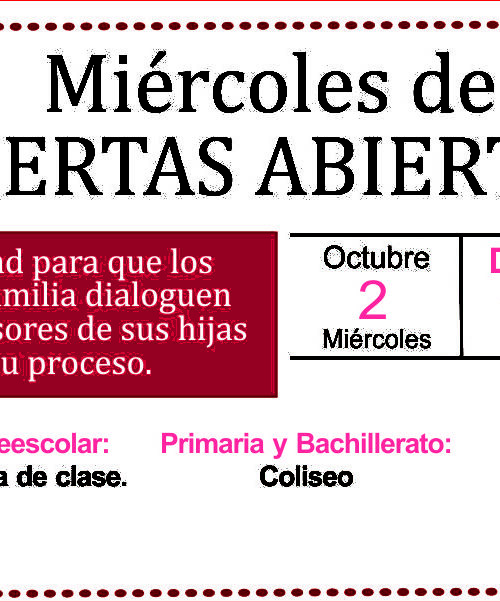 Miércoles de
ERTAS ABIERT
ad para que los
amilia dialoguen
sores de sus hijas
u proceso.
Octubre
2
Miércoles
eescolar:
a de clase.
Primaria y Bachillerato:
Coliseo